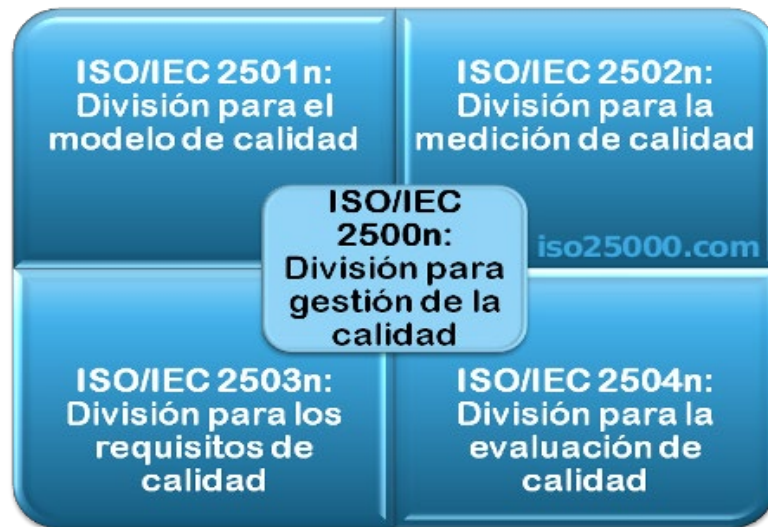 ISO/IEC 2501n:
División para el
modelo de calidad
ISO/IEC 2502n:
División para la
medición de calidad
ISO/IEC
2500n:
División para
gestión de la
calidad
iso25000.com
ISO/IEC 2503n:
División para los
requisitos de
calidad
ISO/IEC 2504n:
División para la
evaluación de
calidad